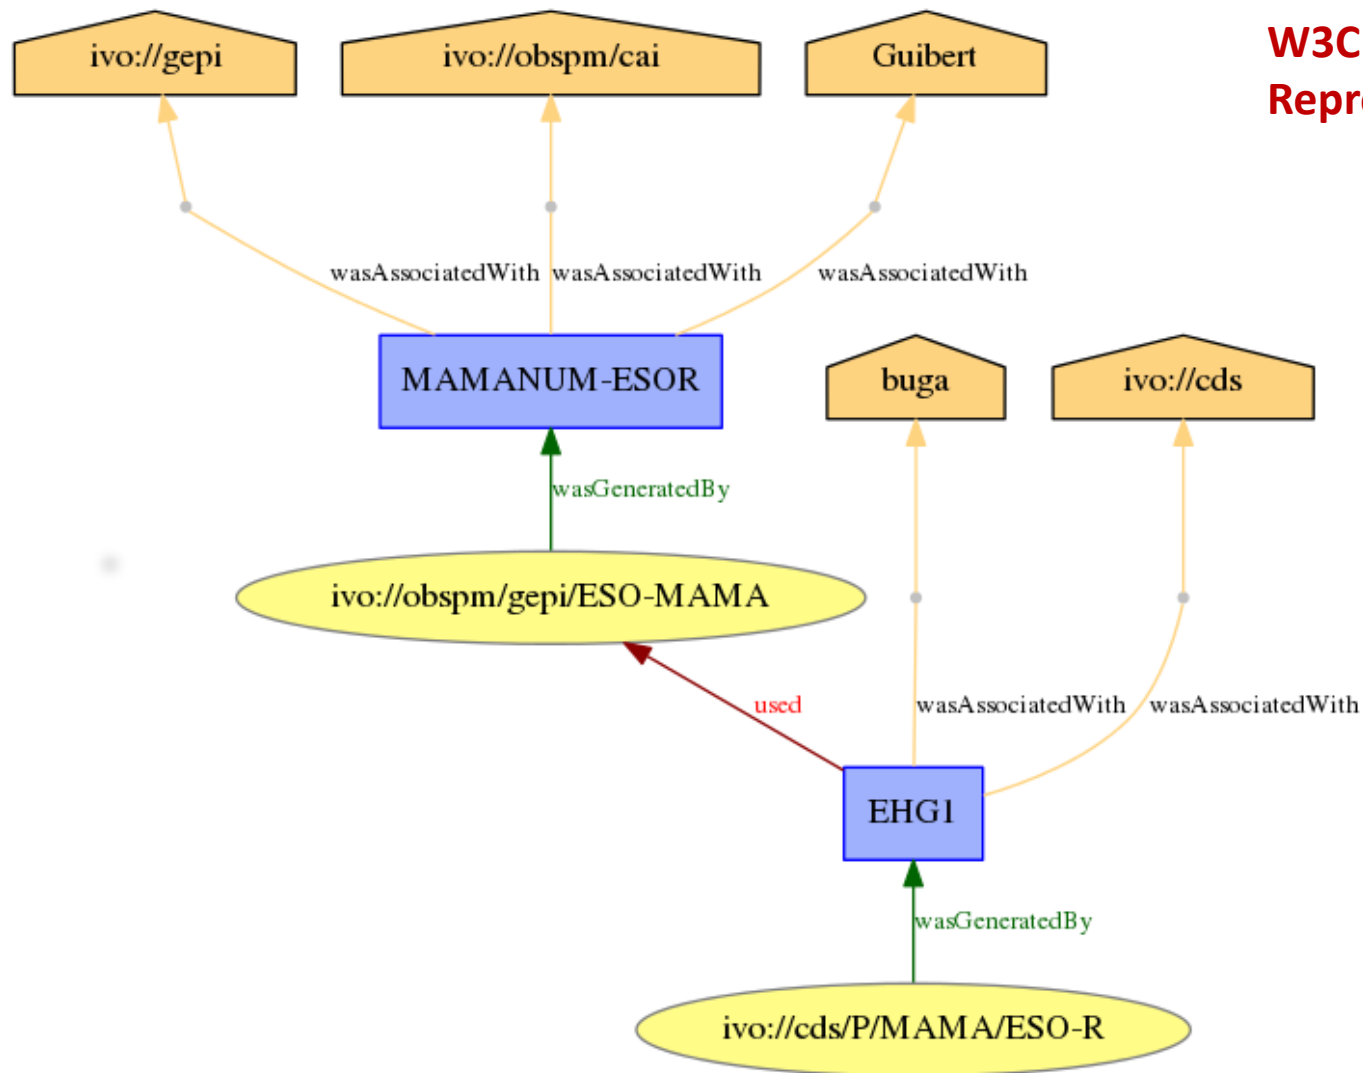 ivo://gepi
ivo://obspm/cai
Guibert
W3C
wasAssociatedWith
wasAssociatedWith
wasAssociatedWith
MAMANUM-ESOR
buga
ivo://cds
wasGeneratedBy
ivo://obspm/gepi/ESO-MAMA
used
wasAssociatedWith
wasAssociatedWith
EHG1
wasGeneratedBy
ivo://cds/P/MAMA/ESO-R